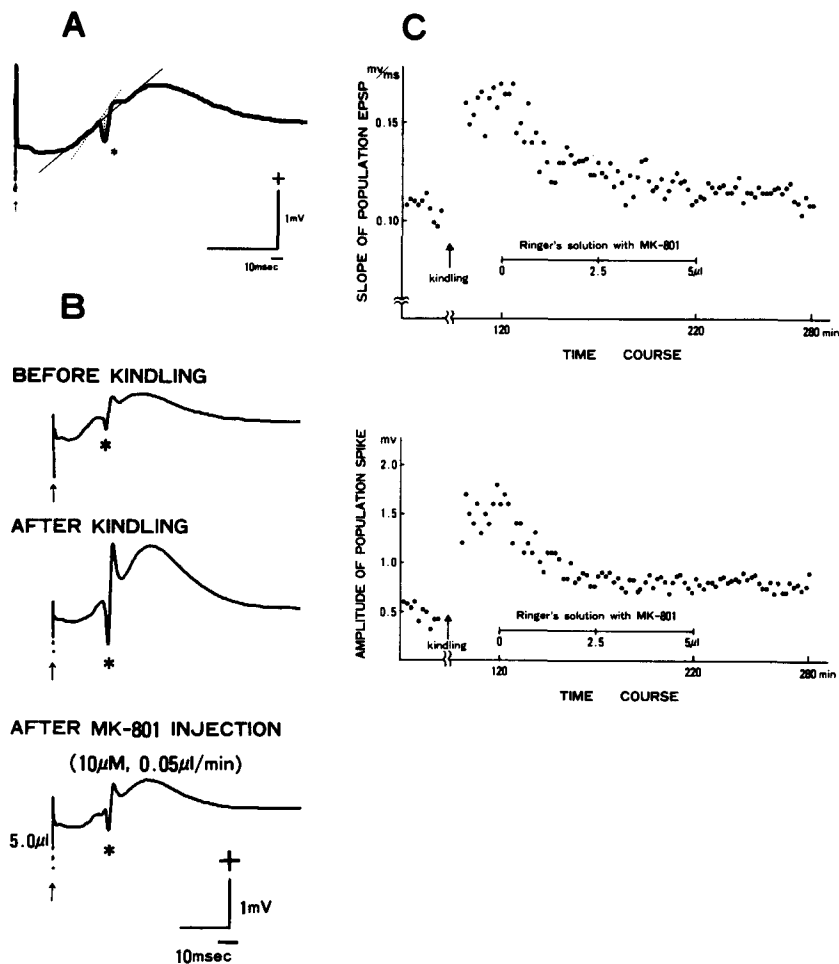 A
*
↑
+
1mV
−
10msec
B
BEFORE KINDLING
*
↑
AFTER KINDLING
*
↑
AFTER MK-801 INJECTION
(10μM, 0.05μl/min)
5.0μl
*
↑
+
1mV
−
10msec
C
mv/ms
0.15
0.10
SLOPE OF POPULATION EPSP
↑
kindling
Ringer's solution with MK-801
0 2.5 5μl
120 220 280 min
TIME COURSE
mv
2.0
1.5
1.0
0.5
AMPLITUDE OF POPULATION SPIKE
↑
kindling
Ringer's solution with MK-801
0 2.5 5μl
120 220 280 min
TIME COURSE